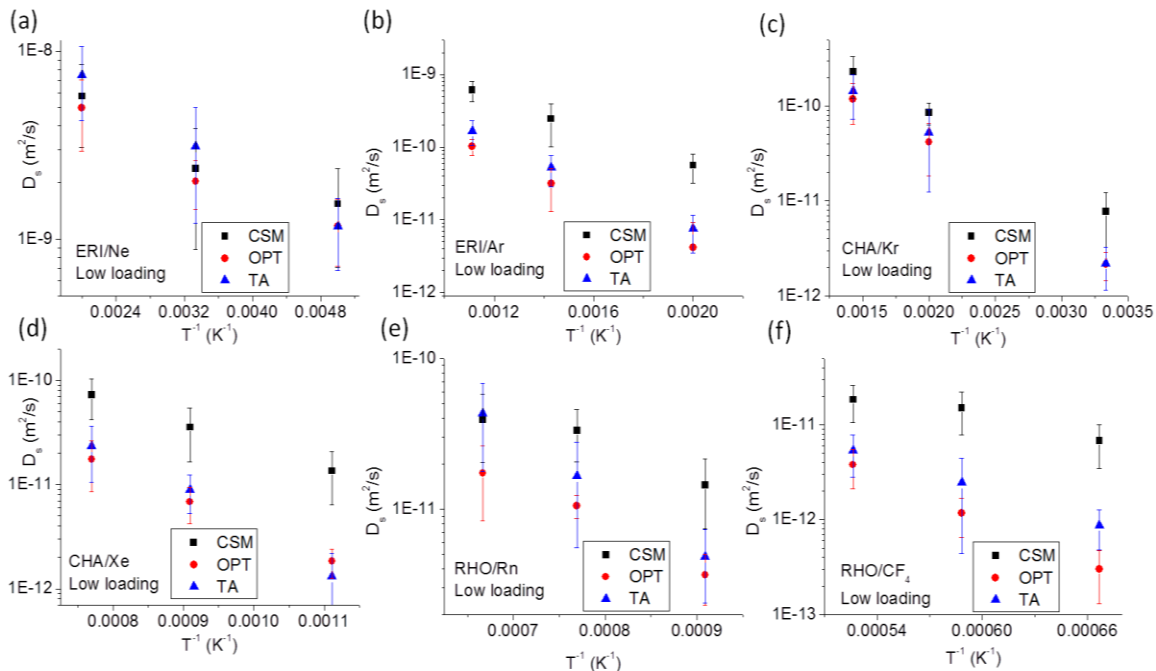 (a)
1E-8
D_s (m²/s)
1E-9
ERI/Ne
Low loading
CSM
OPT
TA
0.0024 0.0032 0.0040 0.0048
T⁻¹ (K⁻¹)
(b)
1E-9
1E-10
D_s (m²/s)
1E-11
1E-12
ERI/Ar
Low loading
CSM
OPT
TA
0.0012 0.0016 0.0020
T⁻¹ (K⁻¹)
(c)
1E-10
D_s (m²/s)
1E-11
1E-12
CHA/Kr
Low loading
CSM
OPT
TA
0.0015 0.0020 0.0025 0.0030 0.0035
T⁻¹ (K⁻¹)
(d)
1E-10
D_s (m²/s)
1E-11
1E-12
CHA/Xe
Low loading
CSM
OPT
TA
0.0008 0.0009 0.0010 0.0011
T⁻¹ (K⁻¹)
(e)
1E-10
D_s (m²/s)
1E-11
RHO/Rn
Low loading
CSM
OPT
TA
0.0007 0.0008 0.0009
T⁻¹ (K⁻¹)
(f)
1E-11
D_s (m²/s)
1E-12
1E-13
RHO/CF₄
Low loading
CSM
OPT
TA
0.00054 0.00060 0.00066
T⁻¹ (K⁻¹)